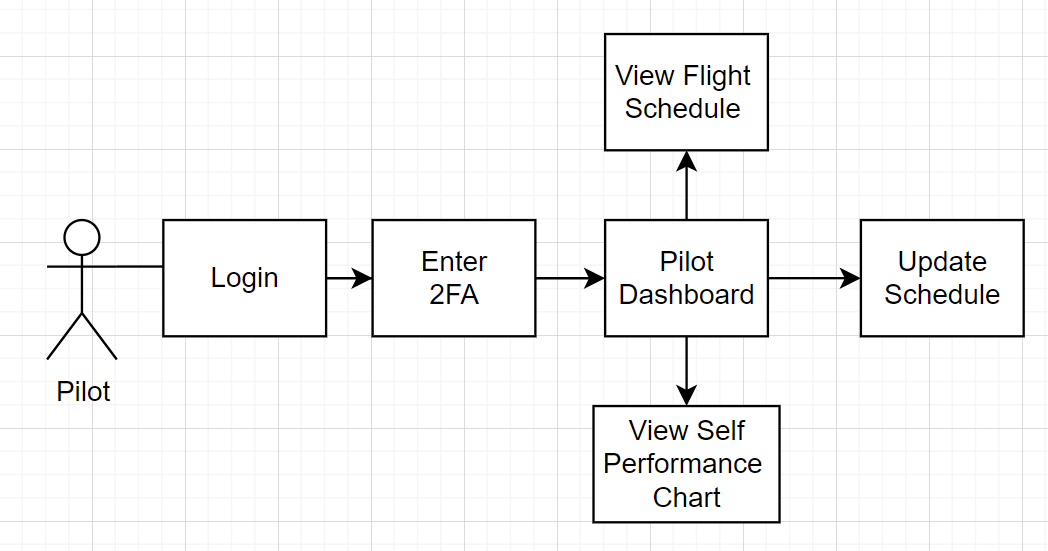 View Flight
Schedule
Login
Enter
2FA
Pilot
Dashboard
Update
Schedule
Pilot
View Self
Performance
Chart